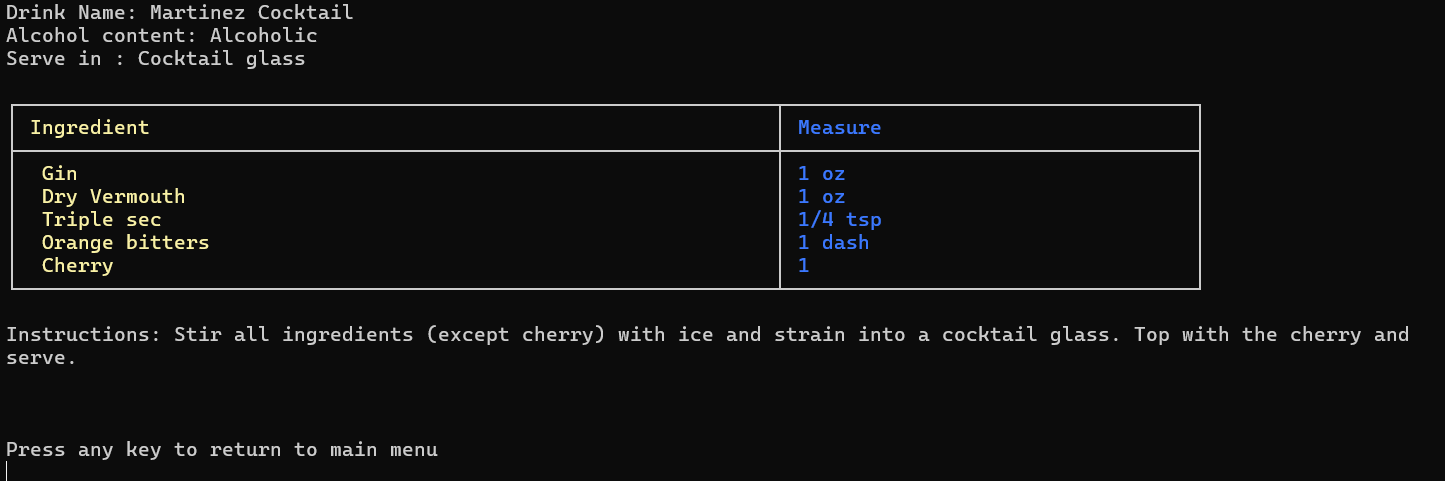 Drink Name: Martinez Cocktail
Alcohol content: Alcoholic
Serve in : Cocktail glass
Ingredient Measure
Gin 1 oz
Dry Vermouth 1 oz
Triple sec 1/4 tsp
Orange bitters 1 dash
Cherry 1
Instructions: Stir all ingredients (except cherry) with ice and strain into a cocktail glass. Top with the cherry and
serve.
Press any key to return to main menu